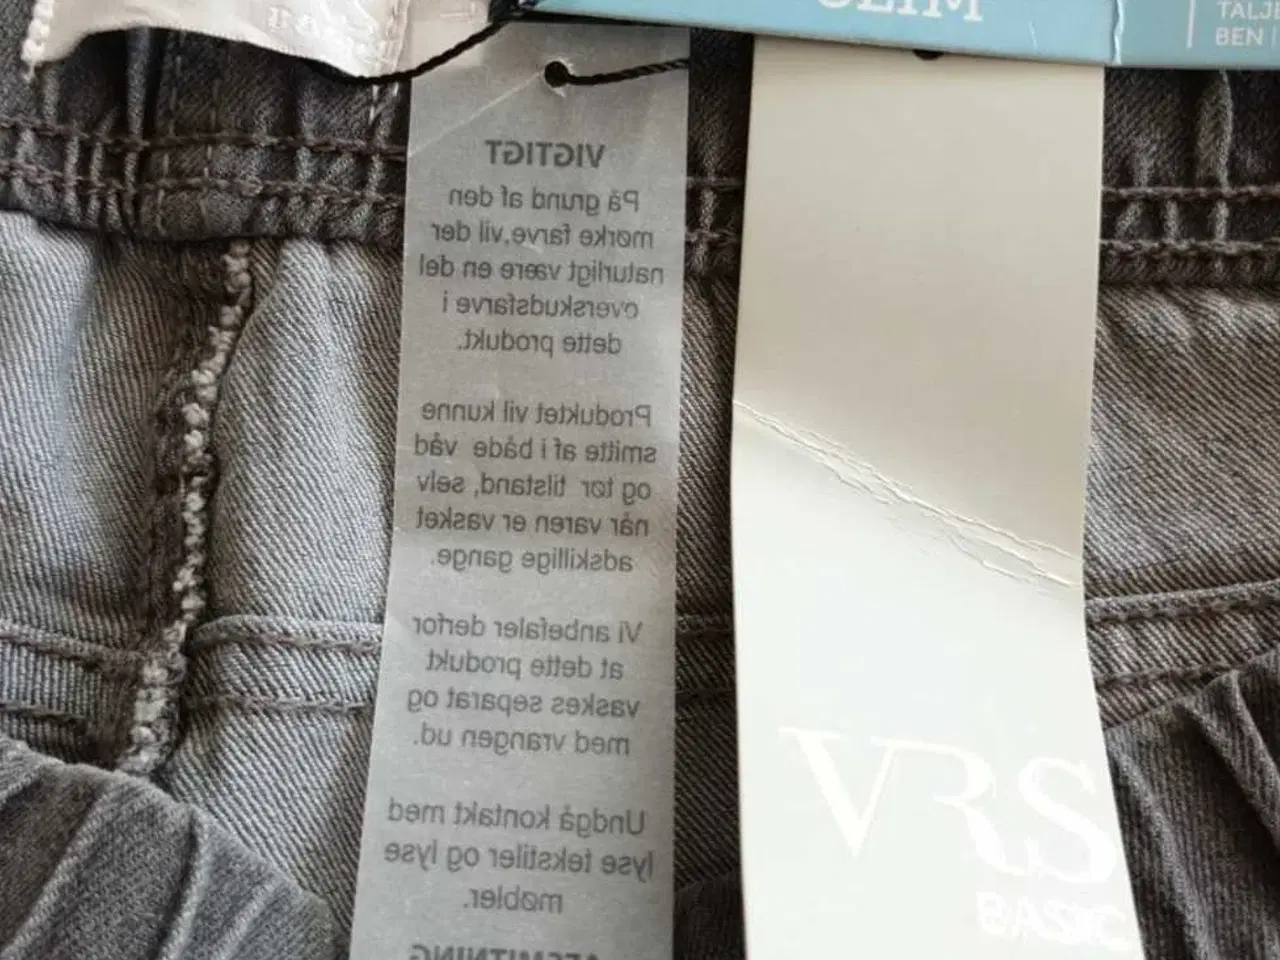 SLIM
TALJE
BEN
VIGTIGT
På grund af den
mørke farve,vil der
naturligt være en del
overskudsfarve i
dette produkt.
Produktet vil kunne
smitte af i både våd
og tør tilstand, selv
når varen er vasket
adskillige gange.
Vi anbefaler derfor
at dette produkt
vaskes separat og
med vrangen ud.
Undgå kontakt med
lyse tekstiler og lyse
møbler.
AFSMITNING
VRS
BASIC